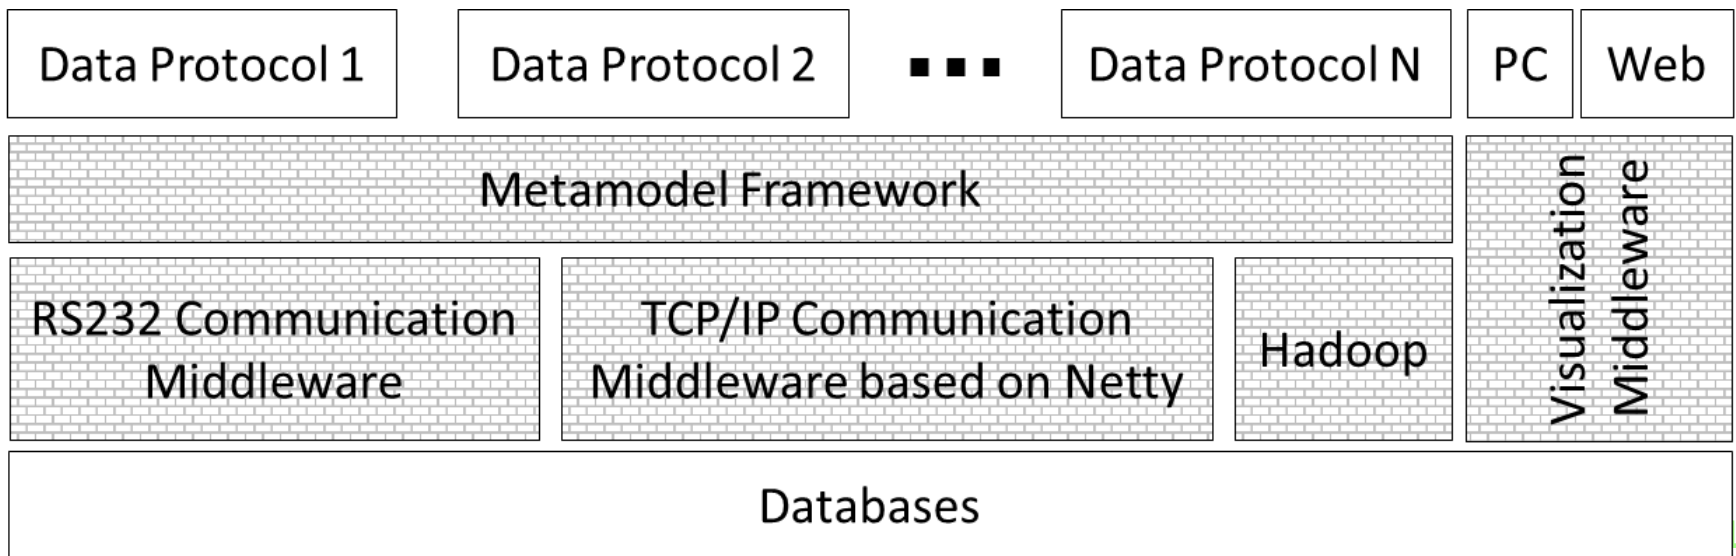 Data Protocol 1
Data Protocol 2
Data Protocol N
PC
Web
Metamodel Framework
Visualization
Middleware
RS232 Communication
Middleware
TCP/IP Communication
Middleware based on Netty
Hadoop
Databases